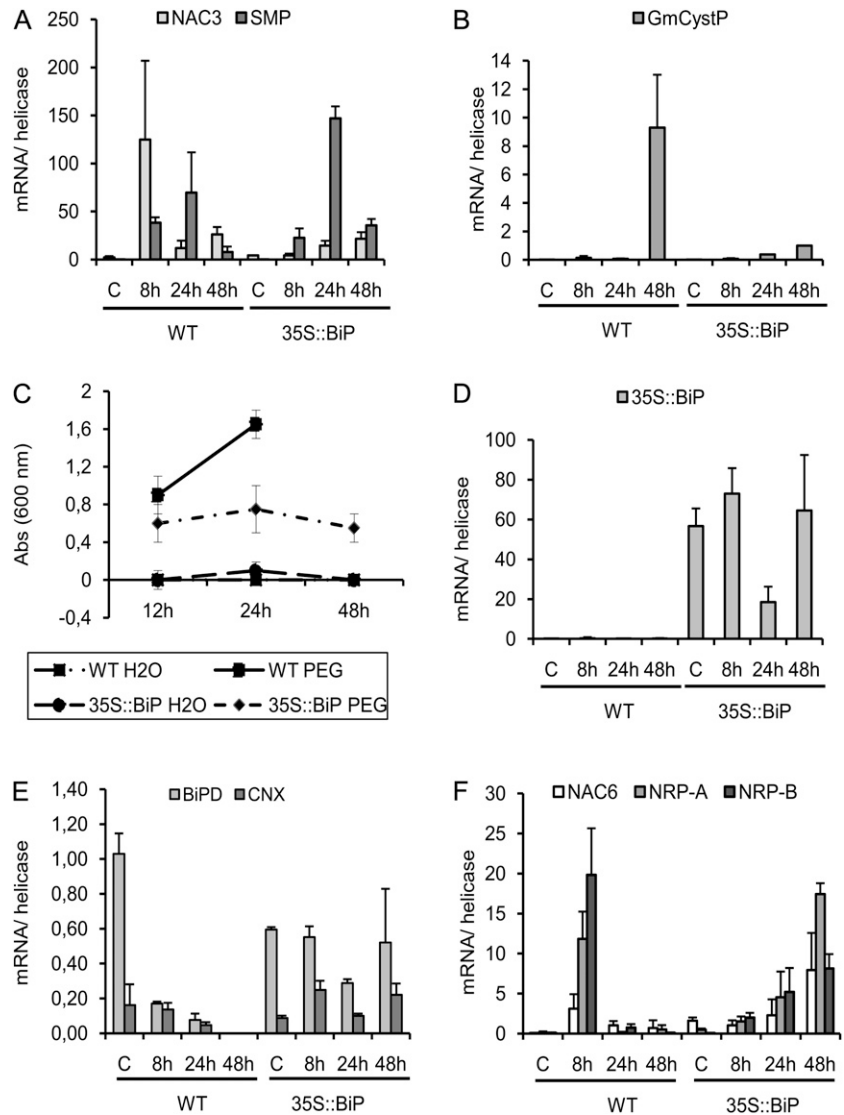 A
NAC3 SMP
mRNA/ helicase
250
200
150
100
50
0
C 8h 24h 48h C 8h 24h 48h
WT 35S::BiP
B
GmCystP
mRNA/ helicase
14
12
10
8
6
4
2
0
C 8h 24h 48h C 8h 24h 48h
WT 35S::BiP
C
Abs (600 nm)
2
1,6
1,2
0,8
0,4
0
-0,4
12h 24h 48h
WT H2O WT PEG
35S::BiP H2O 35S::BiP PEG
D
35S::BiP
mRNA/ helicase
100
80
60
40
20
0
C 8h 24h 48h C 8h 24h 48h
WT 35S::BiP
E
BiPD CNX
mRNA/ helicase
1,40
1,20
1,00
0,80
0,60
0,40
0,20
0,00
C 8h 24h 48h C 8h 24h 48h
WT 35S::BiP
F
NAC6 NRP-A NRP-B
mRNA/ helicase
30
25
20
15
10
5
0
C 8h 24h 48h C 8h 24h 48h
WT 35S::BiP